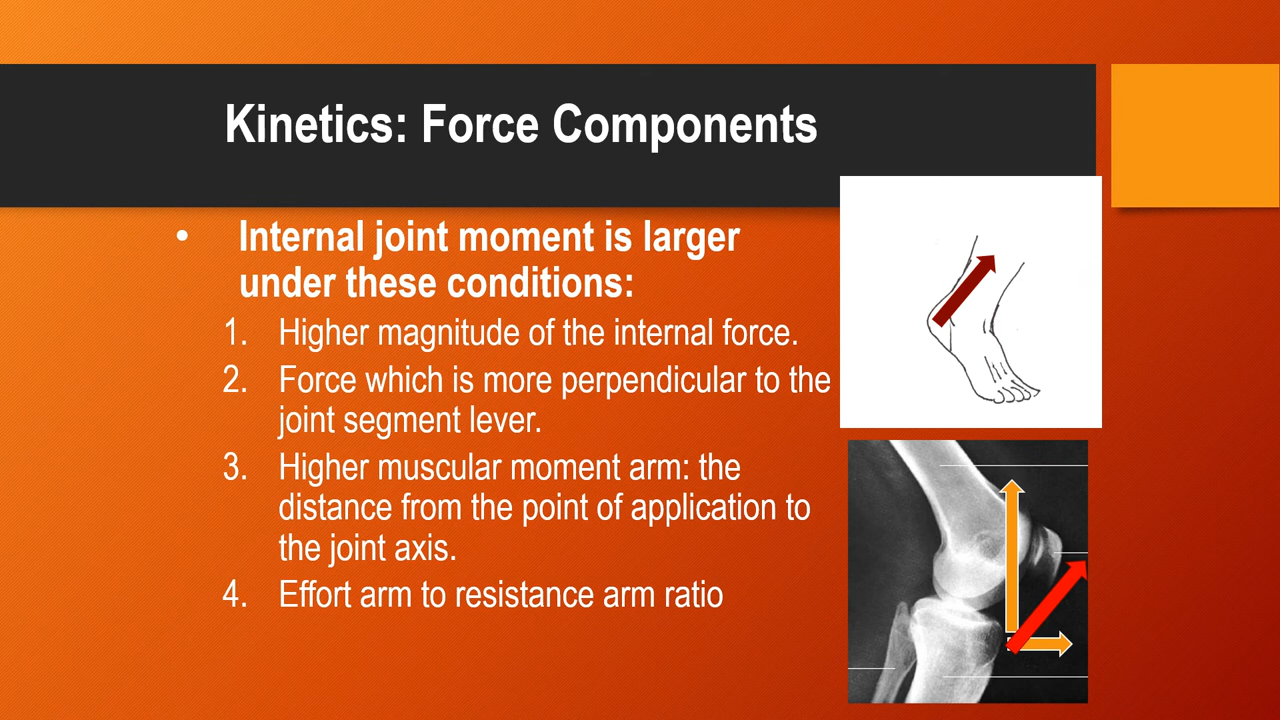 Kinetics: Force Components
• Internal joint moment is larger
under these conditions:
1. Higher magnitude of the internal force.
2. Force which is more perpendicular to the
joint segment lever.
3. Higher muscular moment arm: the
distance from the point of application to
the joint axis.
4. Effort arm to resistance arm ratio